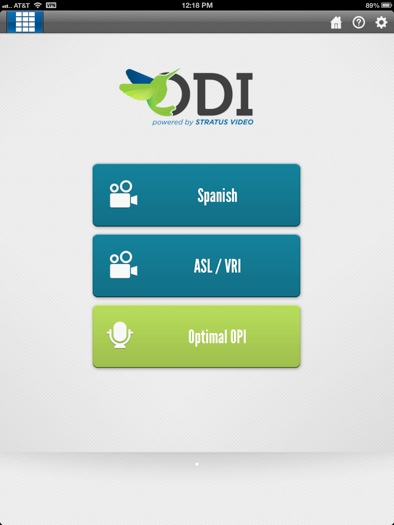 AT&T VPN 12:18 PM 89%
ODI
powered by STRATUS VIDEO
Spanish
ASL / VRI
Optimal OPI